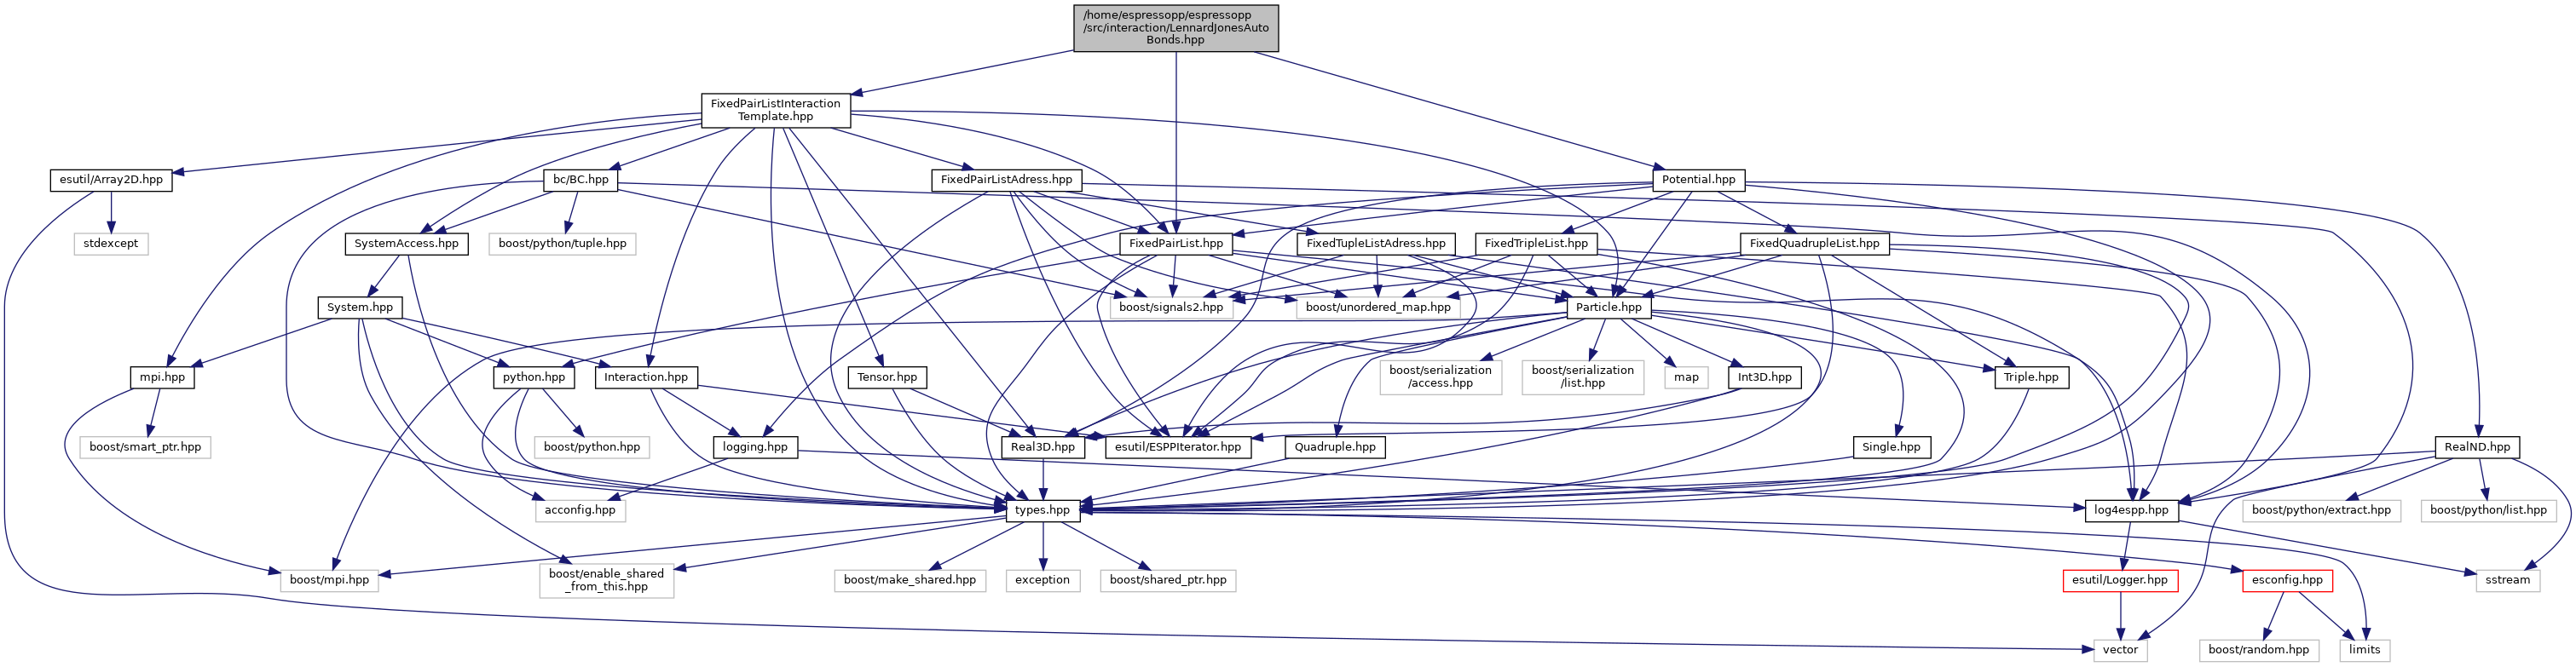 /home/espressopp/espressopp
/src/interaction/LennardJonesAuto
Bonds.hpp
FixedPairListInteraction
Template.hpp
esutil/Array2D.hpp
bc/BC.hpp
FixedPairListAdress.hpp
Potential.hpp
stdexcept
SystemAccess.hpp
boost/python/tuple.hpp
FixedPairList.hpp
FixedTupleListAdress.hpp
FixedTripleList.hpp
FixedQuadrupleList.hpp
System.hpp
boost/signals2.hpp
boost/unordered_map.hpp
Particle.hpp
mpi.hpp
python.hpp
Interaction.hpp
Tensor.hpp
boost/serialization
/access.hpp
boost/serialization
/list.hpp
map
Int3D.hpp
Triple.hpp
boost/smart_ptr.hpp
boost/python.hpp
logging.hpp
Real3D.hpp
esutil/ESPPIterator.hpp
Quadruple.hpp
Single.hpp
RealND.hpp
acconfig.hpp
types.hpp
log4espp.hpp
boost/python/extract.hpp
boost/python/list.hpp
boost/mpi.hpp
boost/enable_shared
_from_this.hpp
boost/make_shared.hpp
exception
boost/shared_ptr.hpp
esutil/Logger.hpp
esconfig.hpp
sstream
vector
boost/random.hpp
limits